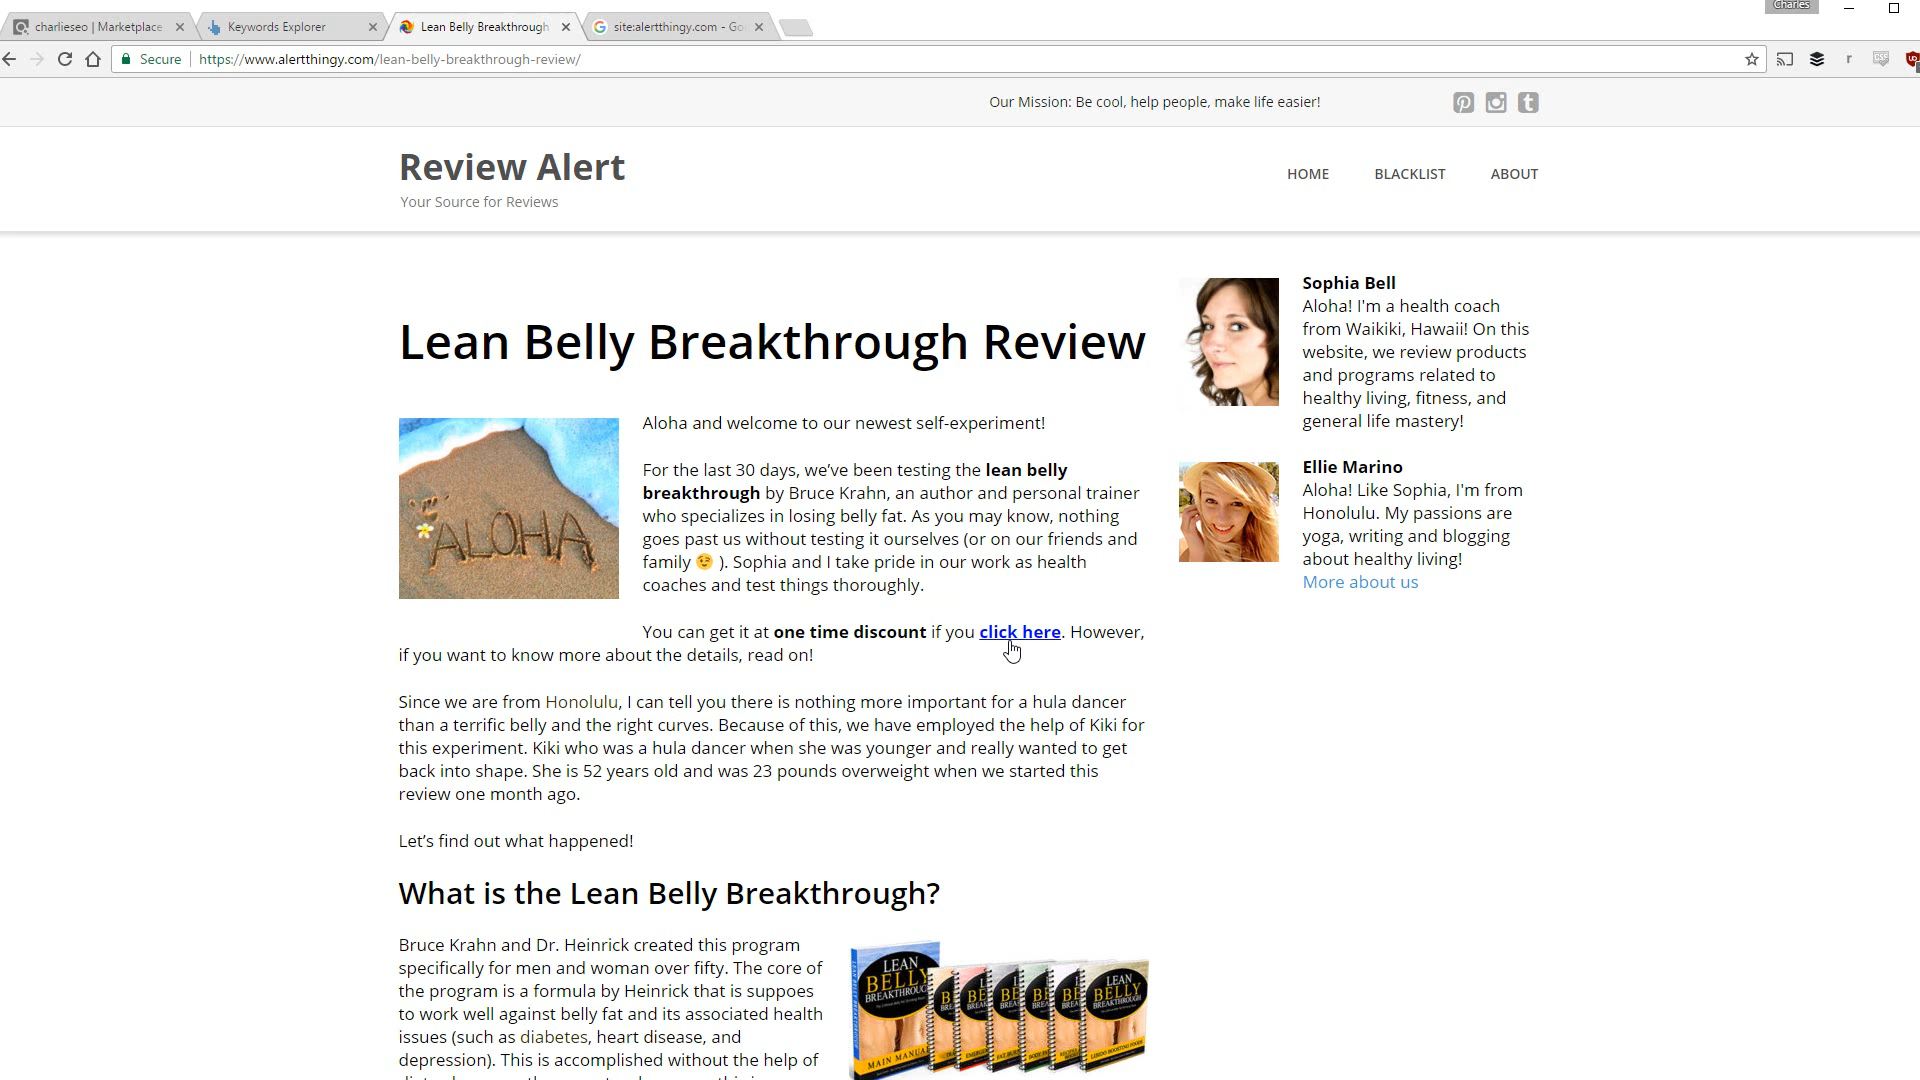 Charles
charlieseo | Marketplace
Keywords Explorer
Lean Belly Breakthrough
site:alertthingy.com - Go
Secure
https://www.alertthingy.com/lean-belly-breakthrough-review/
Our Mission: Be cool, help people, make life easier!
Review Alert
Your Source for Reviews
HOME
BLACKLIST
ABOUT
Lean Belly Breakthrough Review
ALOHA
Aloha and welcome to our newest self-experiment!
For the last 30 days, we've been testing the lean belly
breakthrough by Bruce Krahn, an author and personal trainer
who specializes in losing belly fat. As you may know, nothing
goes past us without testing it ourselves (or on our friends and
family 😉 ). Sophia and I take pride in our work as health
coaches and test things thoroughly.
You can get it at one time discount if you click here. However,
if you want to know more about the details, read on!
Since we are from Honolulu, I can tell you there is nothing more important for a hula dancer
than a terrific belly and the right curves. Because of this, we have employed the help of Kiki for
this experiment. Kiki who was a hula dancer when she was younger and really wanted to get
back into shape. She is 52 years old and was 23 pounds overweight when we started this
review one month ago.
Let's find out what happened!
What is the Lean Belly Breakthrough?
Bruce Krahn and Dr. Heinrick created this program
specifically for men and woman over fifty. The core of
the program is a formula by Heinrick that is suppoes
to work well against belly fat and its associated health
issues (such as diabetes, heart disease, and
depression). This is accomplished without the help of
LEAN
BELLY
BREAKTHROUGH
MAIN MANUAL
LEAN
BELLY
BREAKTHROUGH
LIBIDO BOOSTING FOODS
Sophia Bell
Aloha! I'm a health coach
from Waikiki, Hawaii! On this
website, we review products
and programs related to
healthy living, fitness, and
general life mastery!
Ellie Marino
Aloha! Like Sophia, I'm from
Honolulu. My passions are
yoga, writing and blogging
about healthy living!
More about us